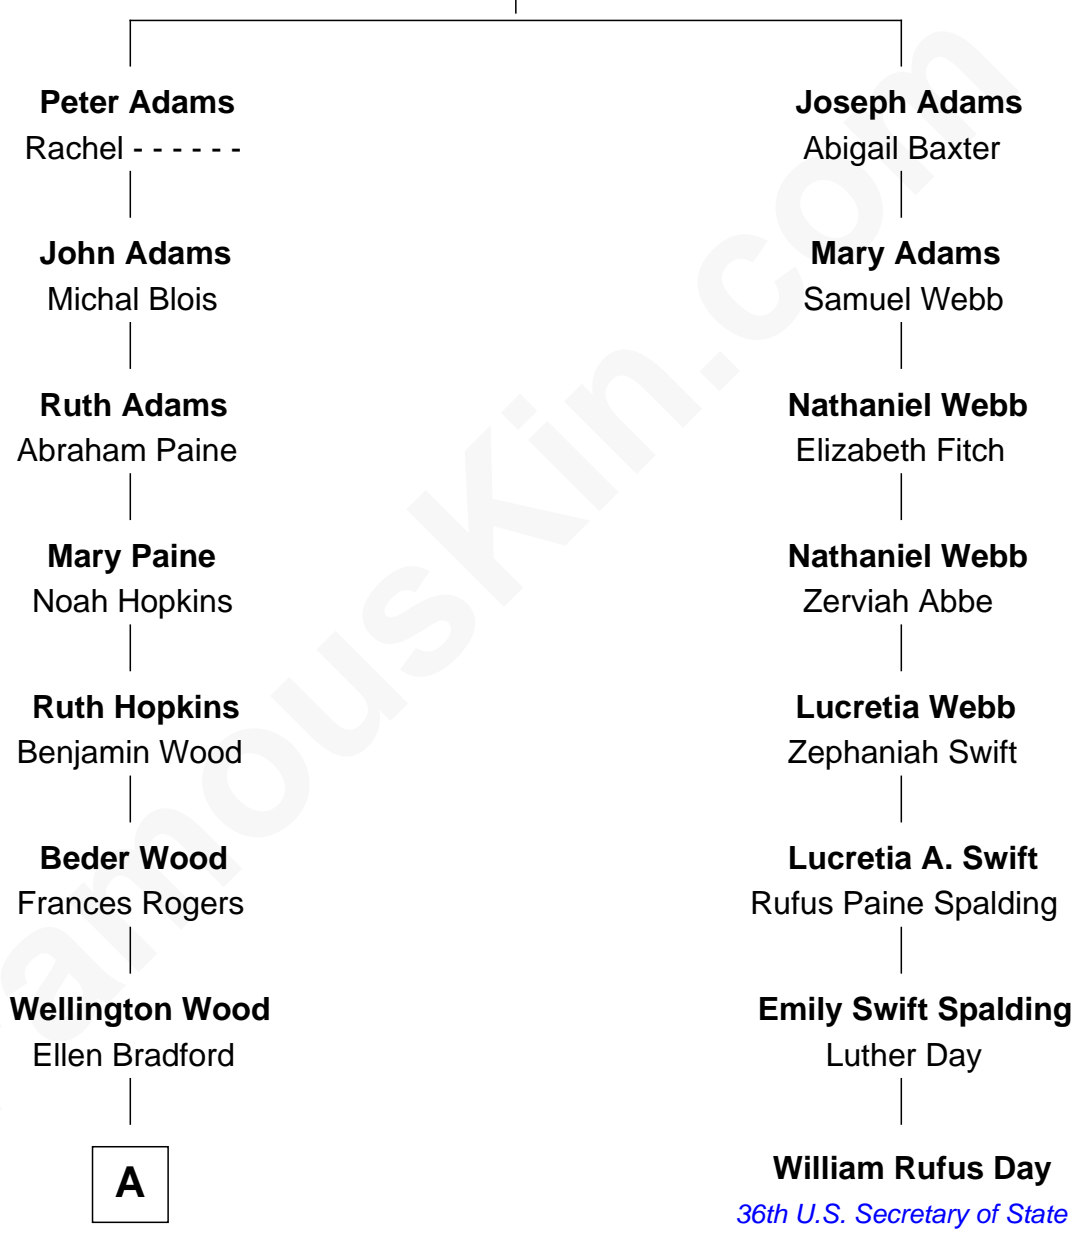 Peter Adams
Rachel - - - - - -
John Adams
Michal Blois
Ruth Adams
Abraham Paine
Mary Paine
Noah Hopkins
Ruth Hopkins
Benjamin Wood
Beder Wood
Frances Rogers
Wellington Wood
Ellen Bradford
A
Joseph Adams
Abigail Baxter
Mary Adams
Samuel Webb
Nathaniel Webb
Elizabeth Fitch
Nathaniel Webb
Zerviah Abbe
Lucretia Webb
Zephaniah Swift
Lucretia A. Swift
Rufus Paine Spalding
Emily Swift Spalding
Luther Day
William Rufus Day
36th U.S. Secretary of State
amousKin.com